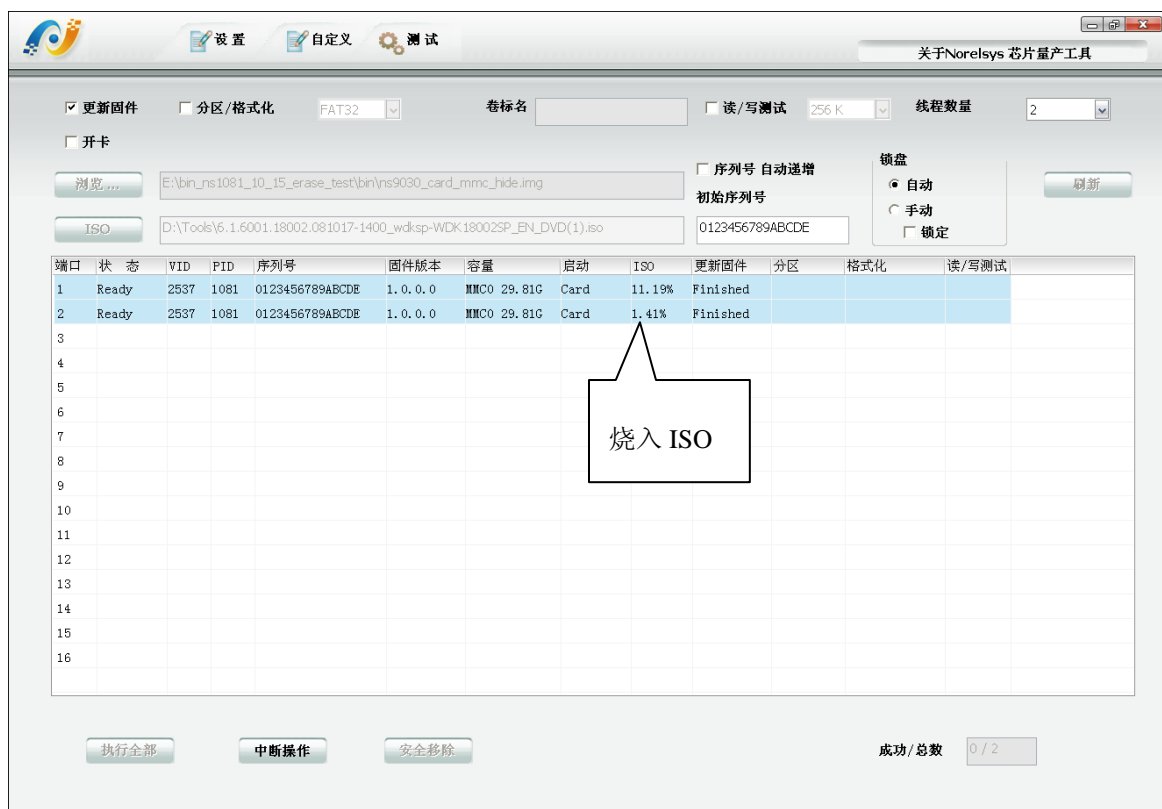 设 置 自定义 测 试
关于Norelsys 芯片量产工具
更新固件 分区/格式化 FAT32 卷标名 读/写测试 256 K 线程数量 2
开卡
浏览... E:\bin_ns1081_10_15_erase_test\bin\ns9030_card_mmc_hide.img 序列号 自动递增 锁盘
初始序列号 自动 刷新
手动
ISO D:\Tools\6.1.6001.18002.081017-1400_wdksp-WDK18002SP_EN_DVD(1).iso 0123456789ABCDE 锁定
端口 状 态 VID PID 序列号 固件版本 容量 启动 ISO 更新固件 分区 格式化 读/写测试
1 Ready 2537 1081 0123456789ABCDE 1.0.0.0 MMC0 29.81G Card 11.19% Finished
2 Ready 2537 1081 0123456789ABCDE 1.0.0.0 MMC0 29.81G Card 1.41% Finished
3
4
5
6
7
8
9
10
11
12
13
14
15
16
烧入 ISO
执行全部 中断操作 安全移除 成功/总数 0 / 2